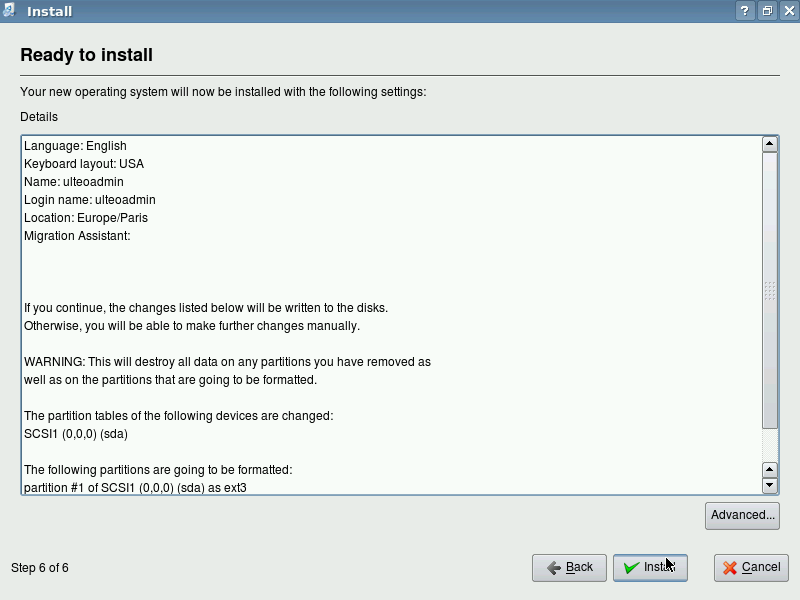 Install
?
Ready to install
Your new operating system will now be installed with the following settings:
Details
Language: English
Keyboard layout: USA
Name: ulteoadmin
Login name: ulteoadmin
Location: Europe/Paris
Migration Assistant:
If you continue, the changes listed below will be written to the disks.
Otherwise, you will be able to make further changes manually.
WARNING: This will destroy all data on any partitions you have removed as
well as on the partitions that are going to be formatted.
The partition tables of the following devices are changed:
SCSI1 (0,0,0) (sda)
The following partitions are going to be formatted:
partition #1 of SCSI1 (0,0,0) (sda) as ext3
Advanced...
Step 6 of 6
Back
Install
Cancel